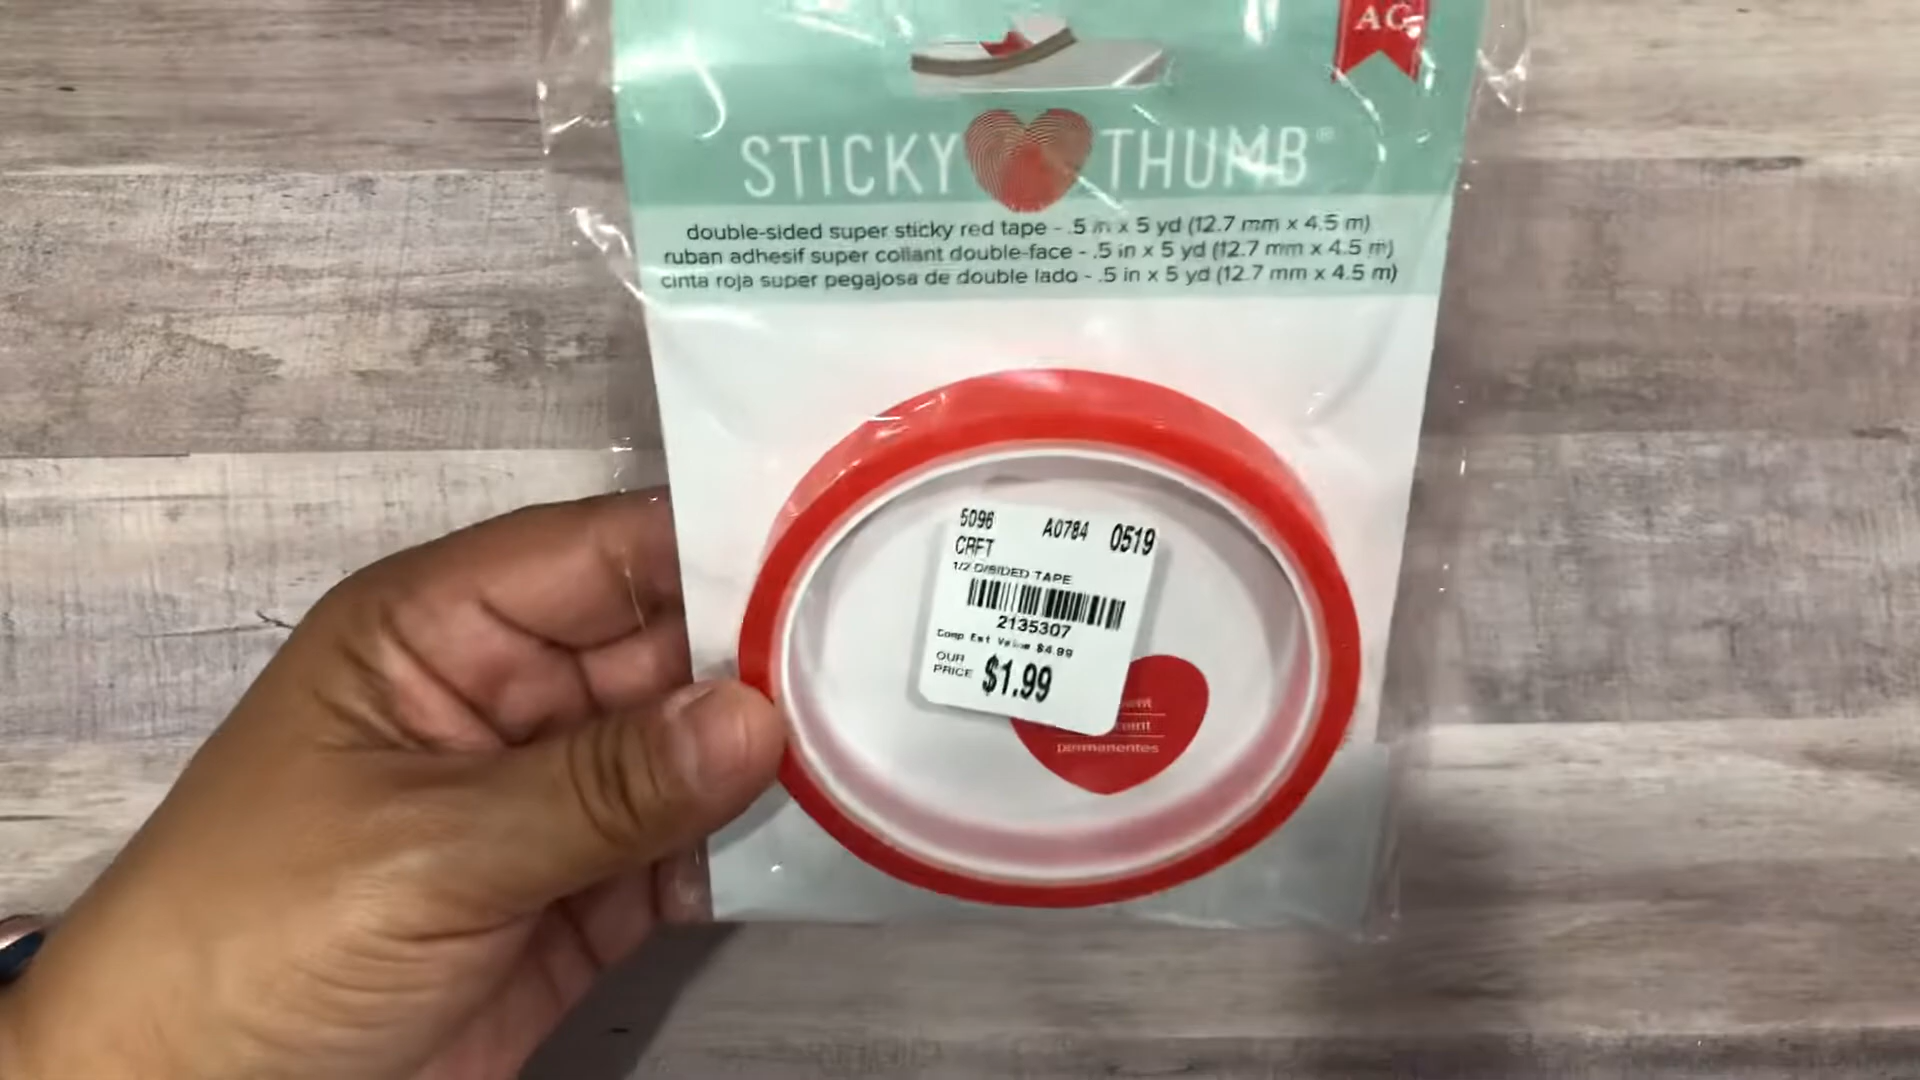 AC
STICKY THUMB®
double-sided super sticky red tape - .5 in x 5 yd (12.7 mm x 4.5 m)
ruban adhesif super collant double-face - .5 in x 5 yd (12.7 mm x 4.5 m)
cinta roja super pegajosa de double lado - .5 in x 5 yd (12.7 mm x 4.5 m)
5096 A0784 0519
CRFT
1/2 D/SIDED TAPE
2135307
Comp Est Value $4.99
OUR PRICE $1.99
permanentes